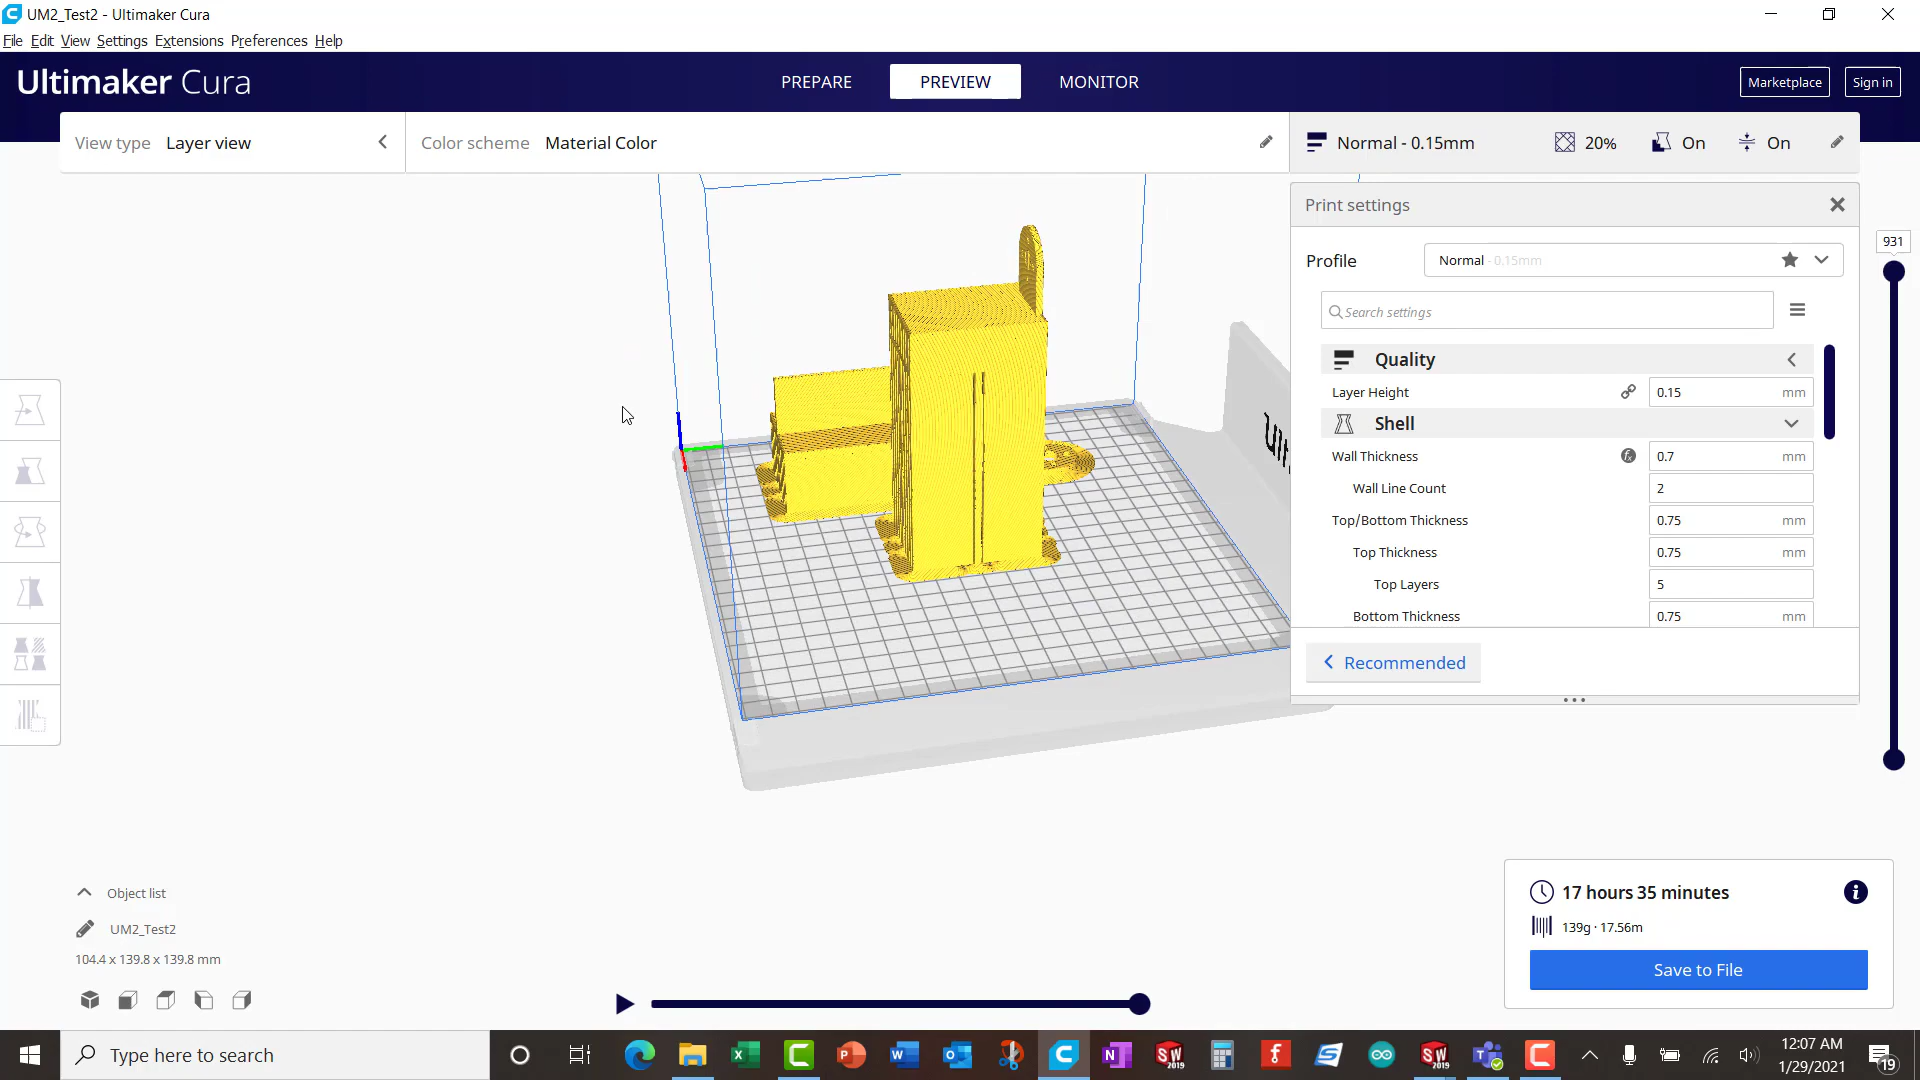 UM2_Test2 - Ultimaker Cura
File Edit View Settings Extensions Preferences Help
Ultimaker Cura
PREPARE
PREVIEW
MONITOR
Marketplace
Sign in
View type Layer view
Color scheme Material Color
Normal - 0.15mm
20%
On
On
Print settings
931
Profile
Normal - 0.15mm
Search settings
Quality
Layer Height 0.15 mm
Shell
Wall Thickness 0.7 mm
Wall Line Count 2
Top/Bottom Thickness 0.75 mm
Top Thickness 0.75 mm
Top Layers 5
Bottom Thickness 0.75 mm
Recommended
Object list
UM2_Test2
104.4 x 139.8 x 139.8 mm
17 hours 35 minutes
139g · 17.56m
Save to File
Type here to search
12:07 AM
1/29/2021
19